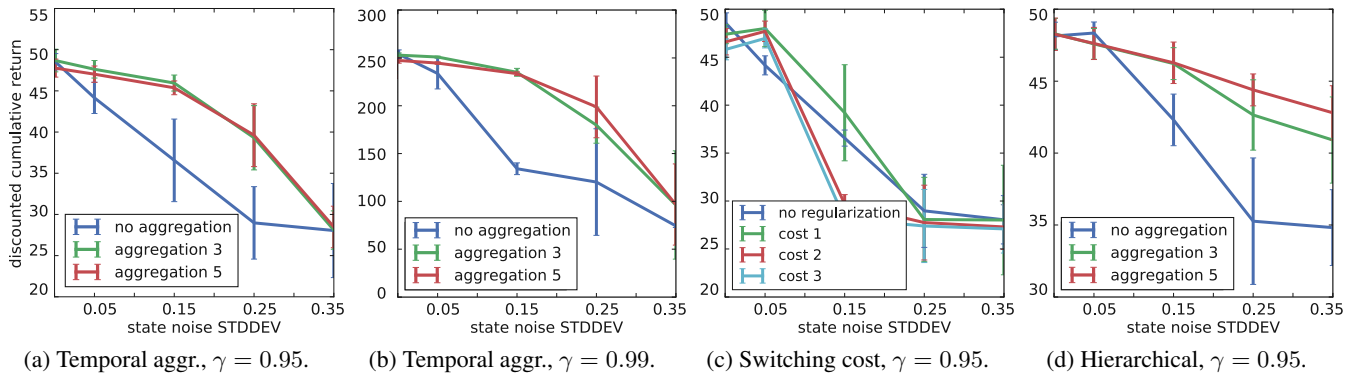 discounted cumulative return
55
50
45
40
35
30
25
20
0.05 0.15 0.25 0.35
state noise STDDEV
no aggregation
aggregation 3
aggregation 5
(a) Temporal aggr., γ = 0.95.
300
250
200
150
100
50
0
0.05 0.15 0.25 0.35
state noise STDDEV
no aggregation
aggregation 3
aggregation 5
(b) Temporal aggr., γ = 0.99.
50
45
40
35
30
25
20
0.05 0.15 0.25 0.35
state noise STDDEV
no regularization
cost 1
cost 2
cost 3
(c) Switching cost, γ = 0.95.
50
45
40
35
30
0.05 0.15 0.25 0.35
state noise STDDEV
no aggregation
aggregation 3
aggregation 5
(d) Hierarchical, γ = 0.95.